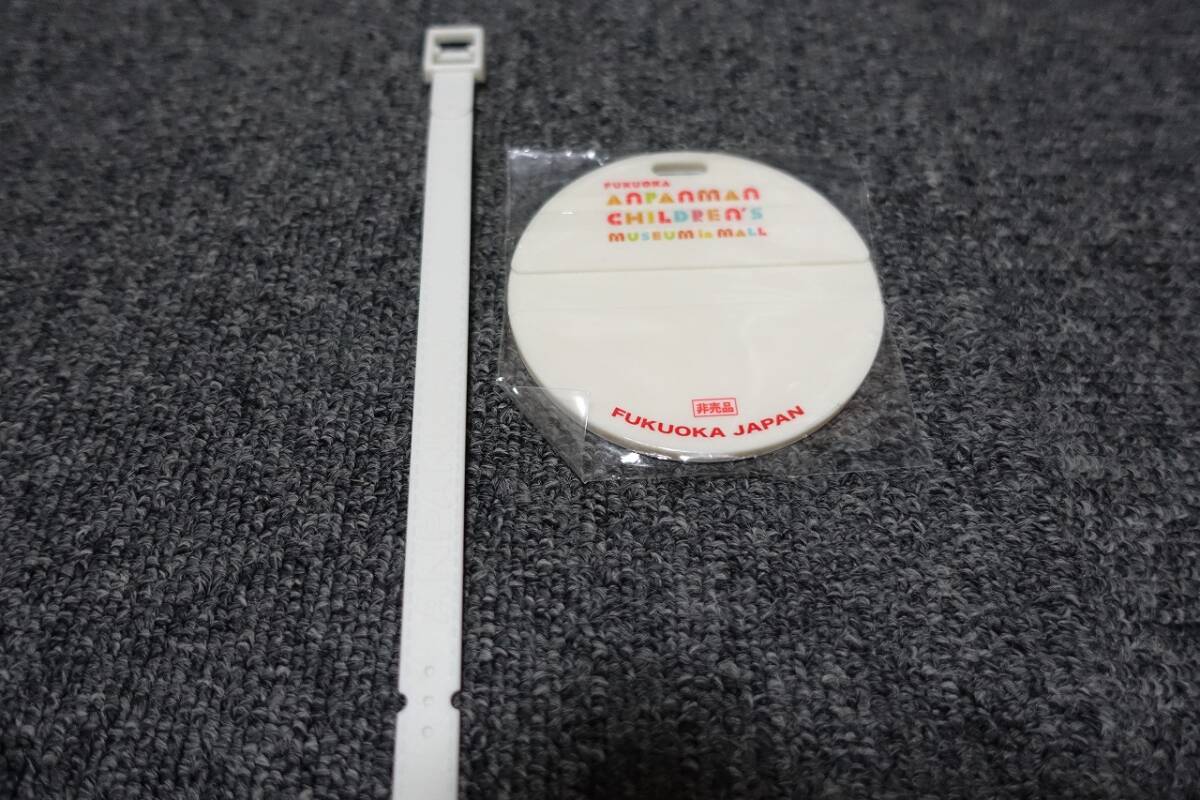 FUKUOKA
ANPANMAN
CHILDREN'S
MUSEUM in MALL
非売品
FUKUOKA JAPAN